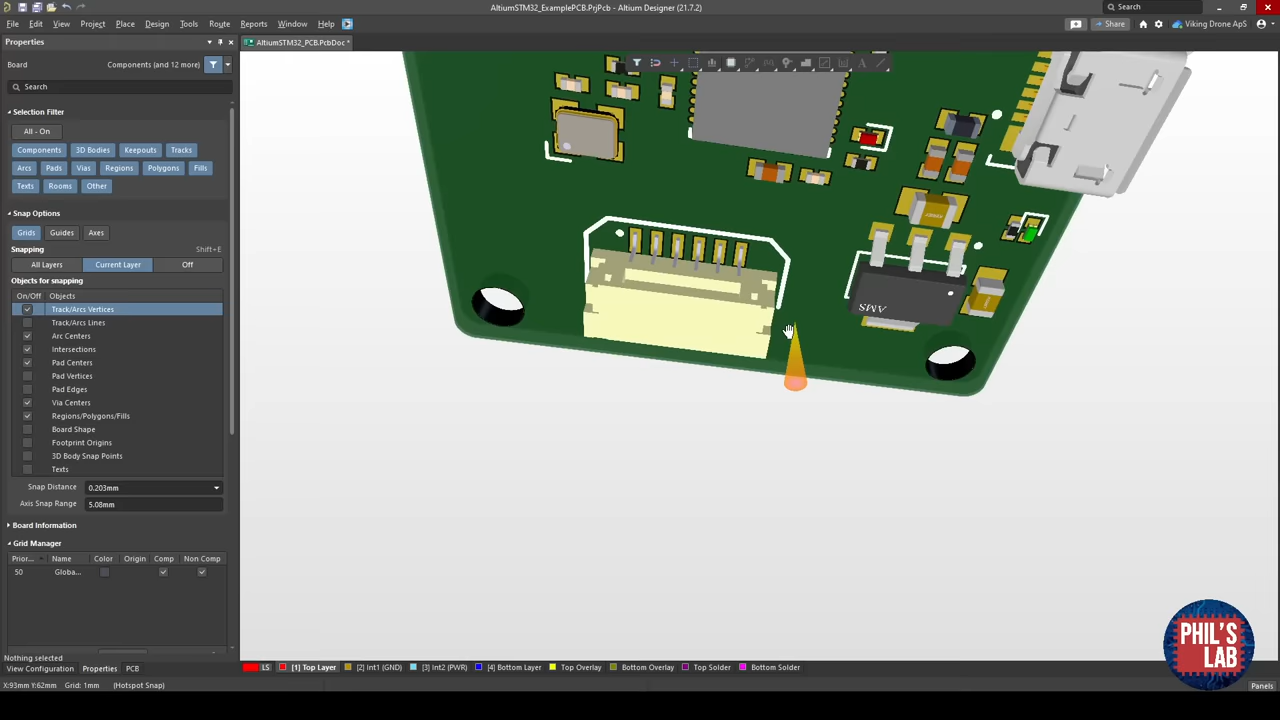 AltiumSTM32_ExamplePCB.PrjPcb - Altium Designer (21.7.2)
Search
File Edit View Project Place Design Tools Route Reports Window Help
Share
Viking Drone ApS
Properties
AltiumSTM32_PCB.PcbDoc *
Board
Components (and 12 more)
Search
Selection Filter
All - On
Components 3D Bodies Keepouts Tracks
Arcs Pads Vias Regions Polygons Fills
Texts Rooms Other
Snap Options
Grids Guides Axes
Snapping
Shift+E
All Layers Current Layer Off
Objects for snapping
On/Off Objects
Track/Arcs Vertices
Track/Arcs Lines
Arc Centers
Intersections
Pad Centers
Pad Vertices
Pad Edges
Via Centers
Regions/Polygons/Fills
Board Shape
Footprint Origins
3D Body Snap Points
Texts
Snap Distance 0.203mm
Axis Snap Range 5.08mm
Board Information
Grid Manager
Prior... Name Color Origin Comp Non Comp
50 Globa...
AMS
PHIL'S
LAB
Nothing selected
View Configuration Properties PCB
LS [1] Top Layer [2] Int1 (GND) [3] Int2 (PWR) [4] Bottom Layer Top Overlay Bottom Overlay Top Solder Bottom Solder
X:93mm Y:62mm Grid: 1mm (Hotspot Snap)
Panels